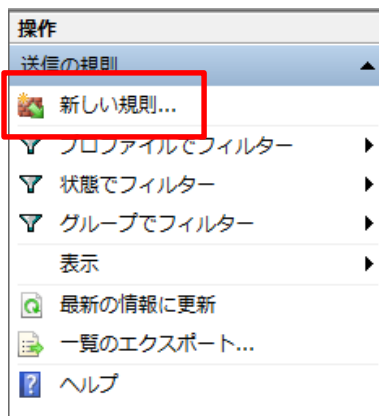 操作
送信の規則
新しい規則...
プロファイルでフィルター
状態でフィルター
グループでフィルター
表示
最新の情報に更新
一覧のエクスポート...
ヘルプ